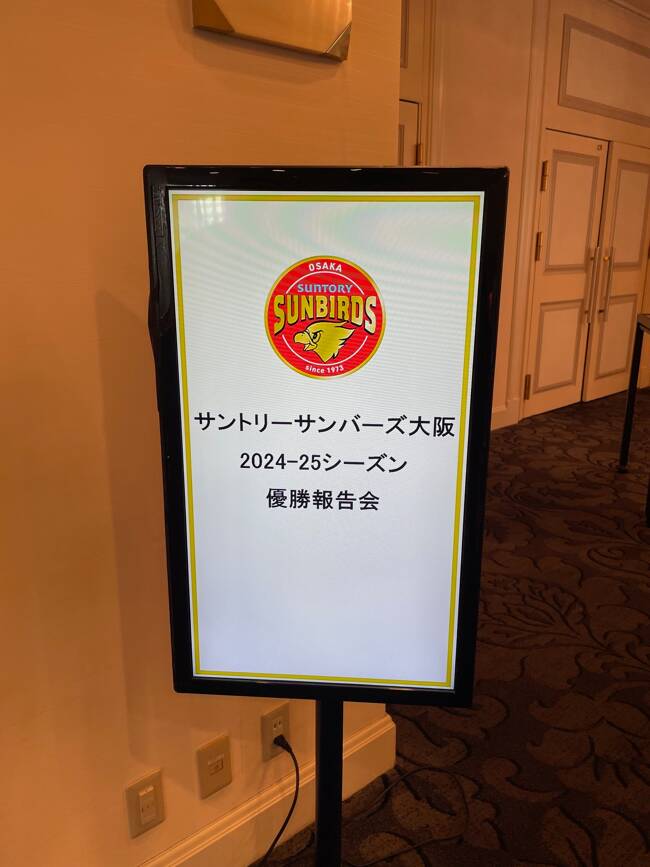 OSAKA
SUNTORY
SUNBIRDS
since 1973
サントリーサンバーズ大阪
2024-25シーズン
優勝報告会